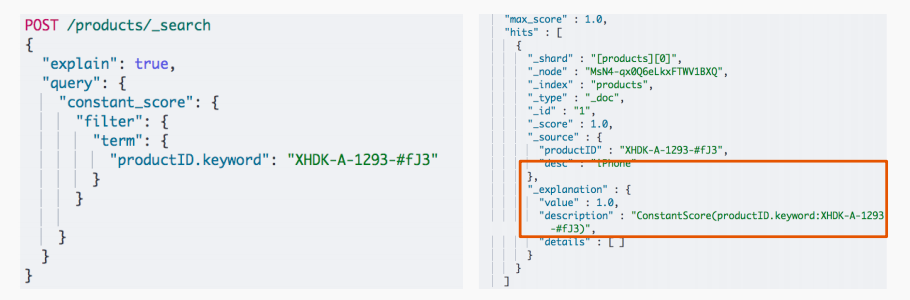 POST /products/_search
{
"explain": true,
"query": {
"constant_score": {
"filter": {
"term": {
"productID.keyword": "XHDK-A-1293-#fJ3"
}
}
}
}
}
"max_score" : 1.0,
"hits" : [
{
"_shard" : "[products][0]",
"_node" : "MsN4-qx0Q6eLkxFTWV1BXQ",
"_index" : "products",
"_type" : "_doc",
"_id" : "1",
"_score" : 1.0,
"_source" : {
"productID" : "XHDK-A-1293-#fJ3",
"desc" : "iPhone"
},
"_explanation" : {
"value" : 1.0,
"description" : "ConstantScore(productID.keyword:XHDK-A-1293
-#fJ3)",
"details" : [ ]
}
}
]